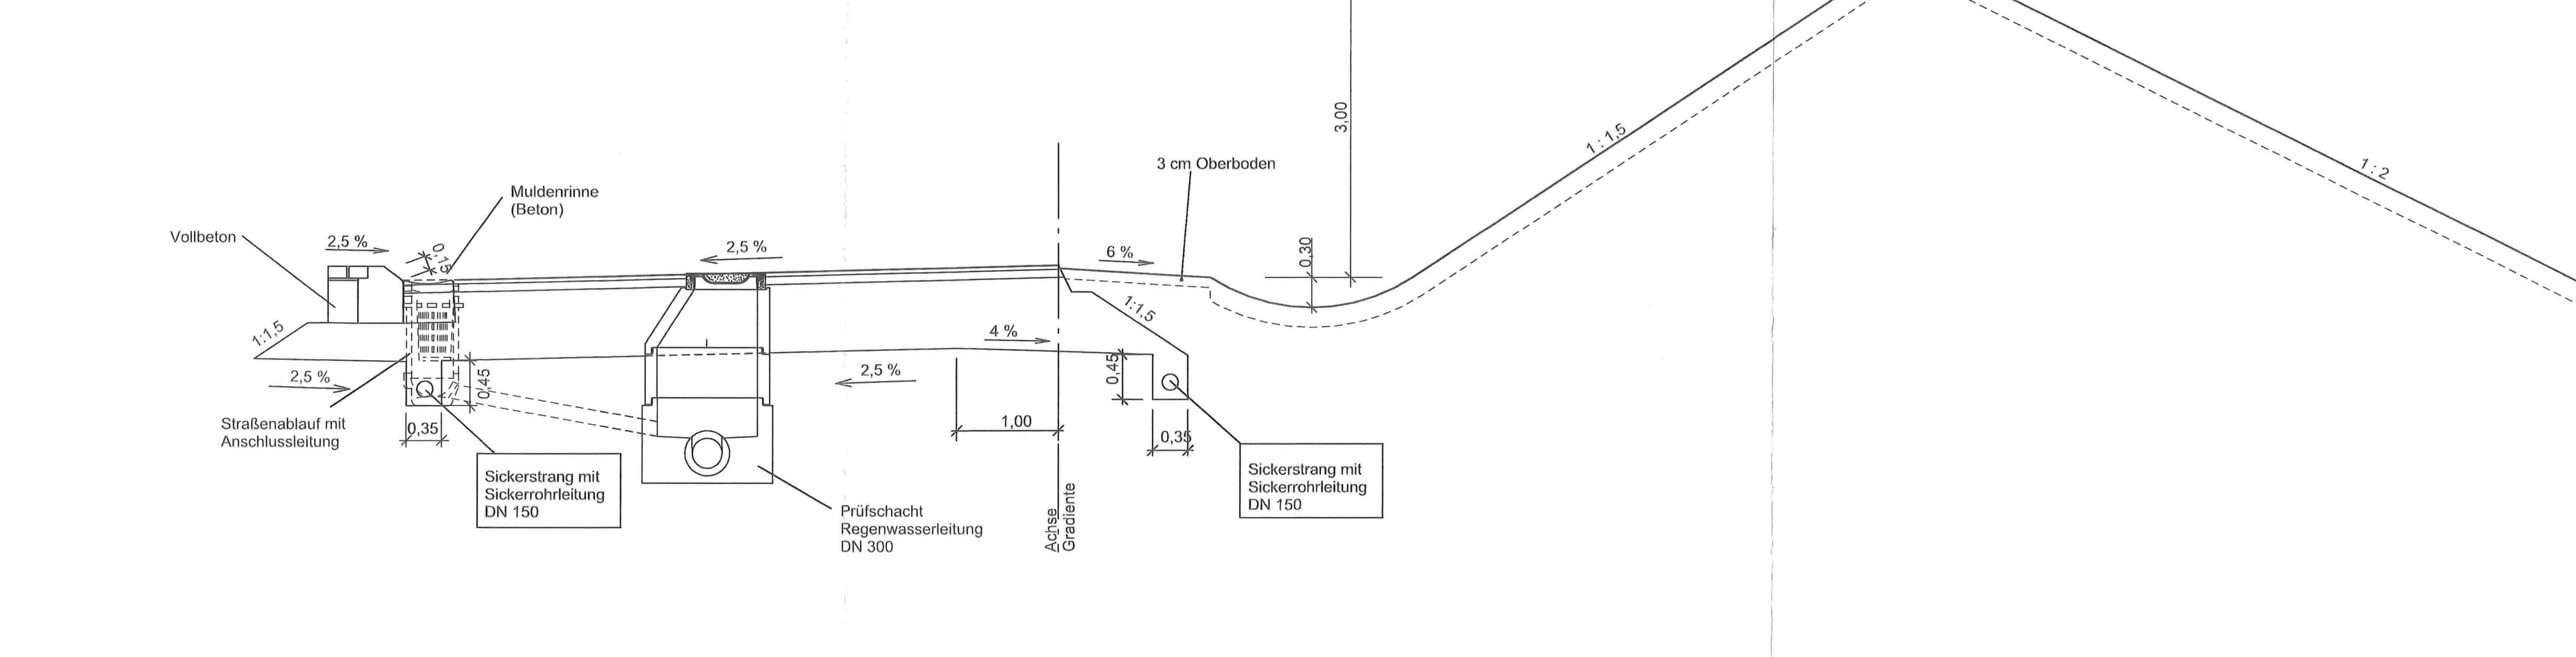 3,00
1 : 1,5
1 : 2
3 cm Oberboden
Muldenrinne
(Beton)
Vollbeton
2,5 %
0,15
2,5 %
6 %
0,30
1:1,5
1:1,5
4 %
2,5 %
0,45
2,5 %
0,45
Straßenablauf mit
Anschlussleitung
0,35
1,00
0,35
Sickerstrang mit
Sickerrohrleitung
DN 150
Sickerstrang mit
Sickerrohrleitung
DN 150
Prüfschacht
Regenwasserleitung
DN 300
Achse
Gradiente